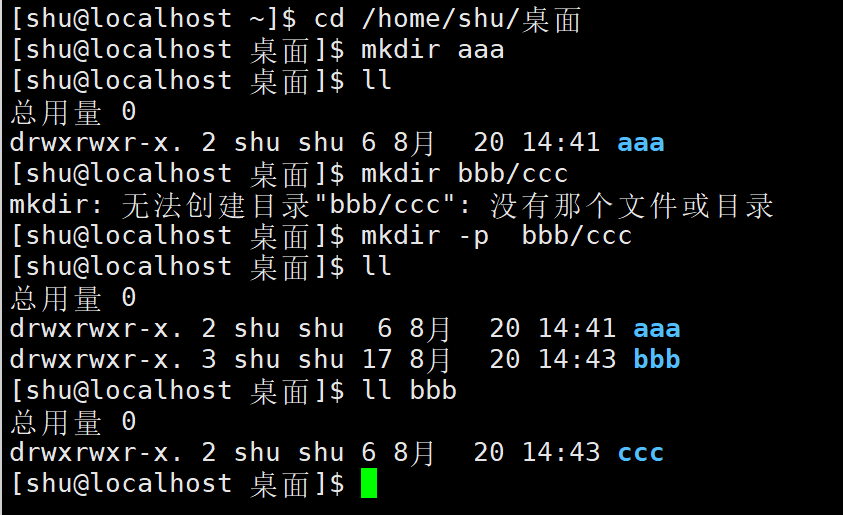 [shu@localhost ~]$ cd /home/shu/桌面
[shu@localhost 桌面]$ mkdir aaa
[shu@localhost 桌面]$ ll
总用量 0
drwxrwxr-x. 2 shu shu 6 8月  20 14:41 aaa
[shu@localhost 桌面]$ mkdir bbb/ccc
mkdir: 无法创建目录"bbb/ccc": 没有那个文件或目录
[shu@localhost 桌面]$ mkdir -p  bbb/ccc
[shu@localhost 桌面]$ ll
总用量 0
drwxrwxr-x. 2 shu shu  6 8月  20 14:41 aaa
drwxrwxr-x. 3 shu shu 17 8月  20 14:43 bbb
[shu@localhost 桌面]$ ll bbb
总用量 0
drwxrwxr-x. 2 shu shu 6 8月  20 14:43 ccc
[shu@localhost 桌面]$